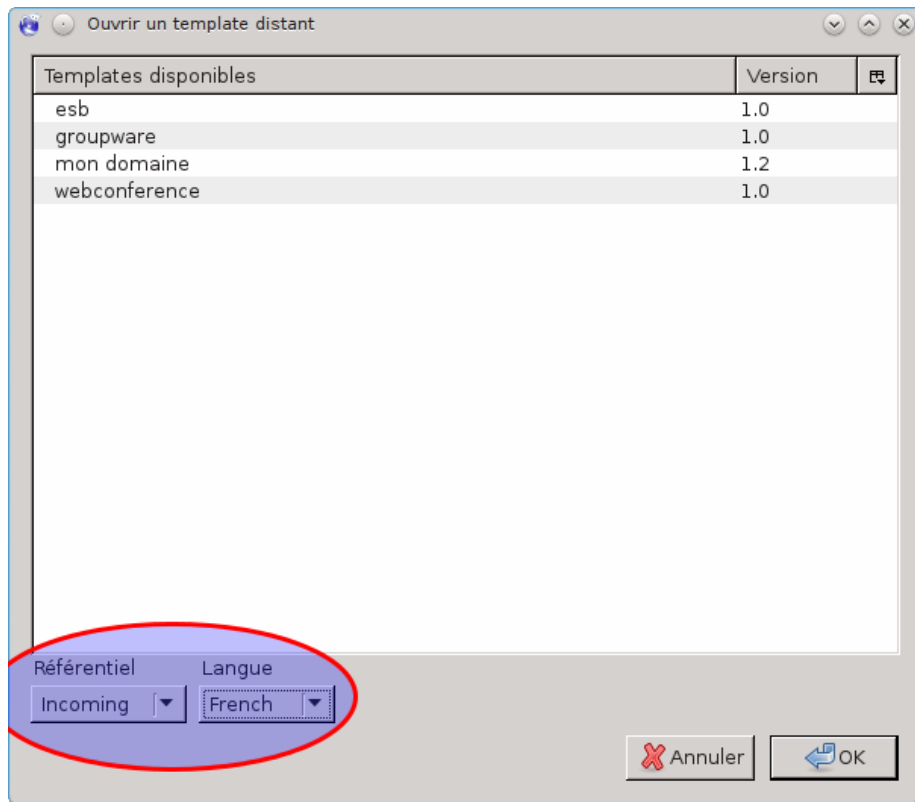 Ouvrir un template distant
Templates disponibles Version
esb 1.0
groupware 1.0
mon domaine 1.2
webconference 1.0
Référentiel Langue
Incoming French
Annuler OK